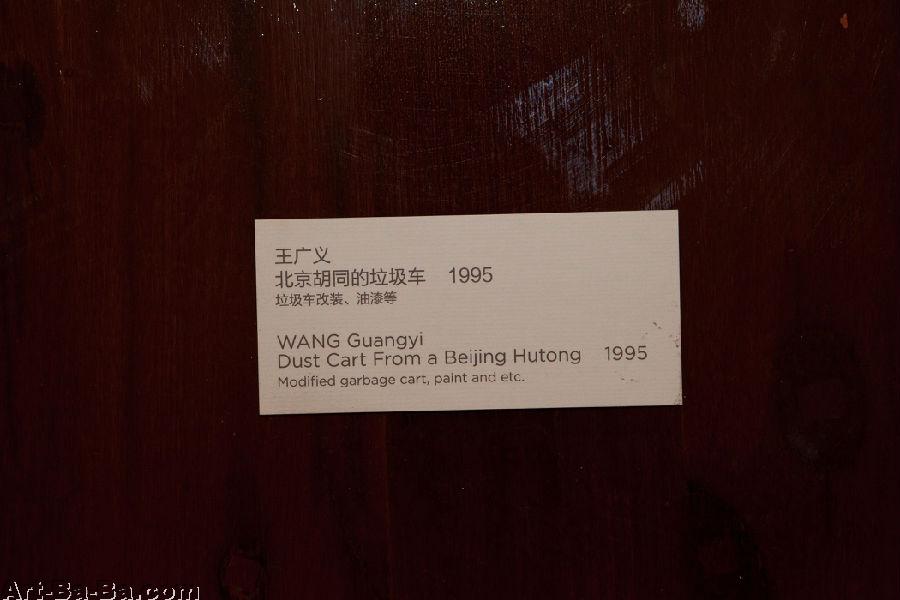 王广义
北京胡同的垃圾车 1995
垃圾车改装、油漆等
WANG Guangyi
Dust Cart From a Beijing Hutong 1995
Modified garbage cart, paint and etc.
Art-Ba-Ba.com